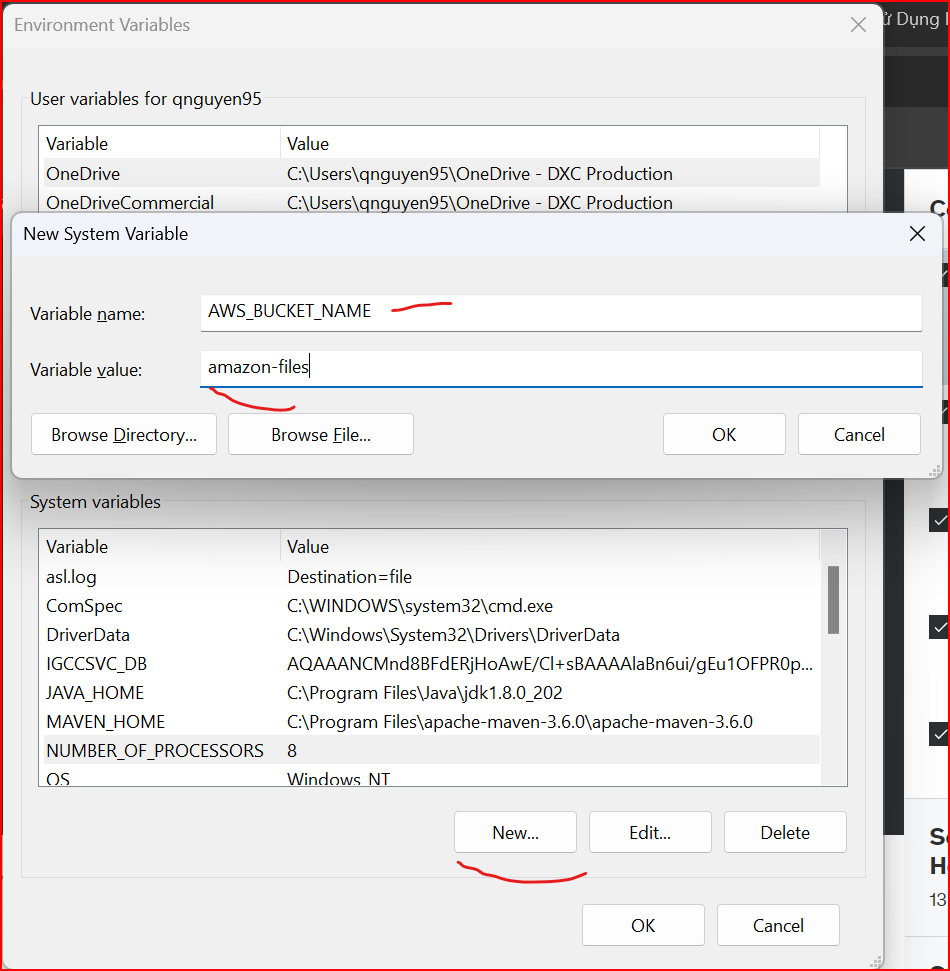 Environment Variables
ử Dụng
User variables for qnguyen95
Variable Value
OneDrive C:\Users\qnguyen95\OneDrive - DXC Production
OneDriveCommercial C:\Users\qnguyen95\OneDrive - DXC Production
New System Variable
Variable name: AWS_BUCKET_NAME
Variable value: amazon-files
Browse Directory... Browse File... OK Cancel
System variables
Variable Value
asl.log Destination=file
ComSpec C:\WINDOWS\system32\cmd.exe
DriverData C:\Windows\System32\Drivers\DriverData
IGCCSVC_DB AQAAANCMnd8BFdERjHoAwE/Cl+sBAAAAlaBn6ui/gEu1OFPR0p...
JAVA_HOME C:\Program Files\Java\jdk1.8.0_202
MAVEN_HOME C:\Program Files\apache-maven-3.6.0\apache-maven-3.6.0
NUMBER_OF_PROCESSORS 8
OS Windows_NT
New... Edit... Delete
OK Cancel
13